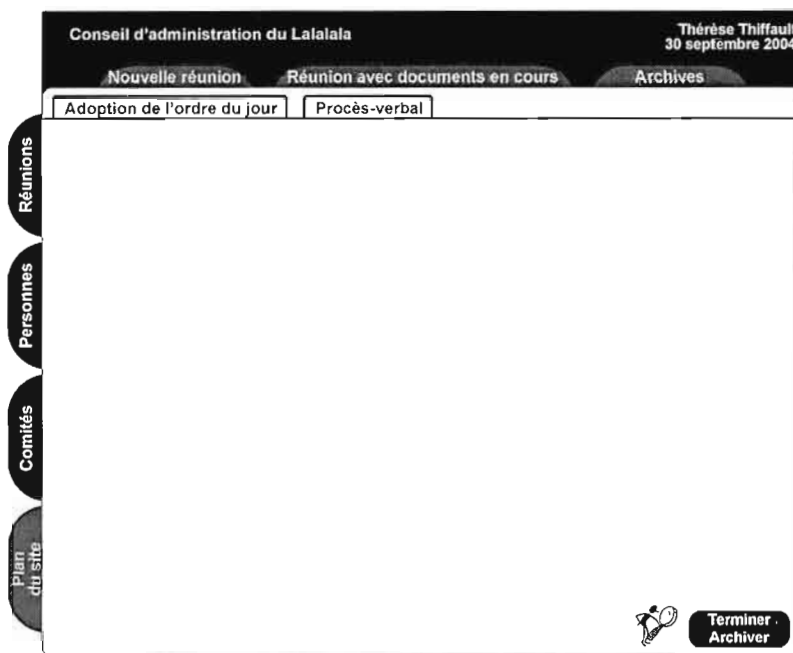 Conseil d'administration du Lalalala
Thérèse Thiffault
30 septembre 2004
Nouvelle réunion
Réunion avec documents en cours
Archives
Adoption de l'ordre du jour
Procès-verbal
Réunions
Personnes
Comités
Plan
du site
Terminer
Archiver